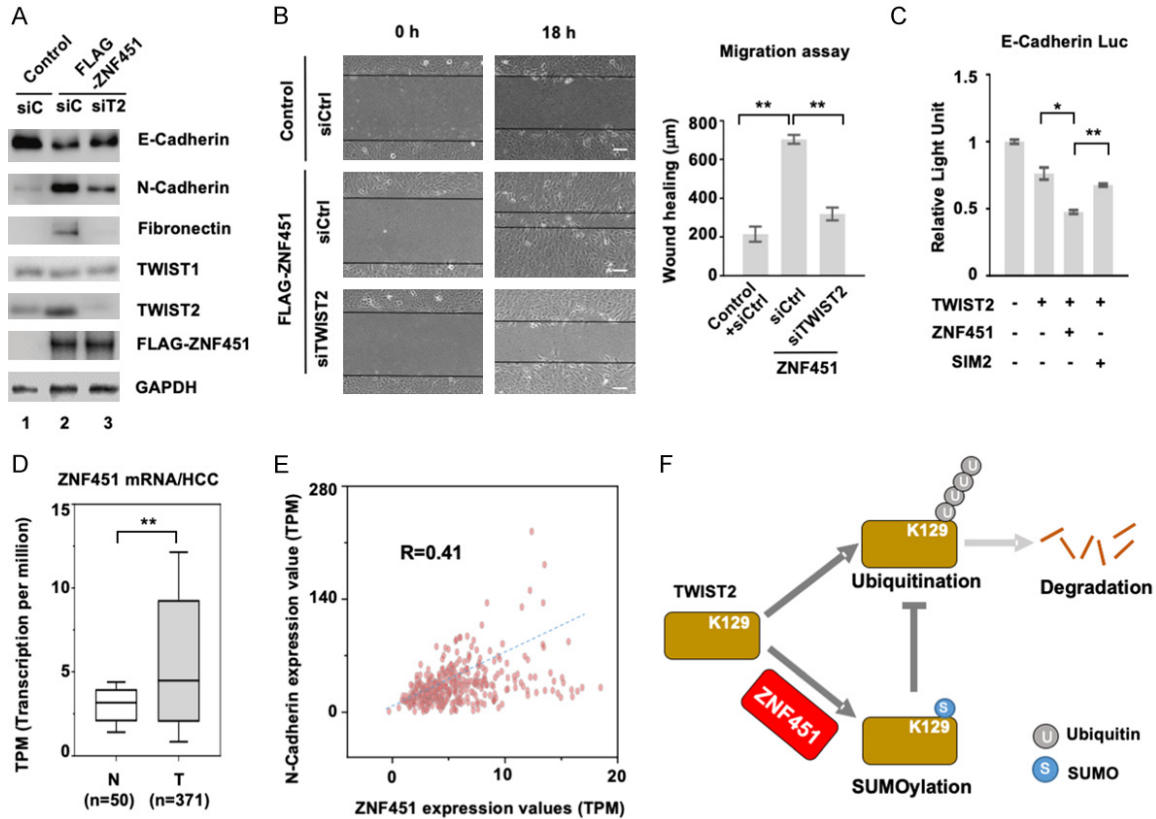 A
Control
FLAG
-ZNF451
siC siC siT2
E-Cadherin
N-Cadherin
Fibronectin
TWIST1
TWIST2
FLAG-ZNF451
GAPDH
1 2 3
B
0 h 18 h
Control
siCtrl
FLAG-ZNF451
siCtrl
siTWIST2
Migration assay
** **
Wound healing (μm)
800
600
400
200
0
Control
+siCtrl
siCtrl
siTWIST2
ZNF451
C
E-Cadherin Luc
Relative Light Unit
1.5
1
0.5
0
*
**
TWIST2 - + + +
ZNF451 - +
SIM2 - +
D
ZNF451 mRNA/HCC
TPM (Transcription per million)
15
10
5
0
**
N T
(n=50) (n=371)
E
N-Cadherin expression value (TPM)
280
140
0
R=0.41
0 10 20
ZNF451 expression values (TPM)
F
U
U
U
U
K129
Ubiquitination
Degradation
TWIST2
K129
ZNF451
S
K129
SUMOylation
U Ubiquitin
S SUMO